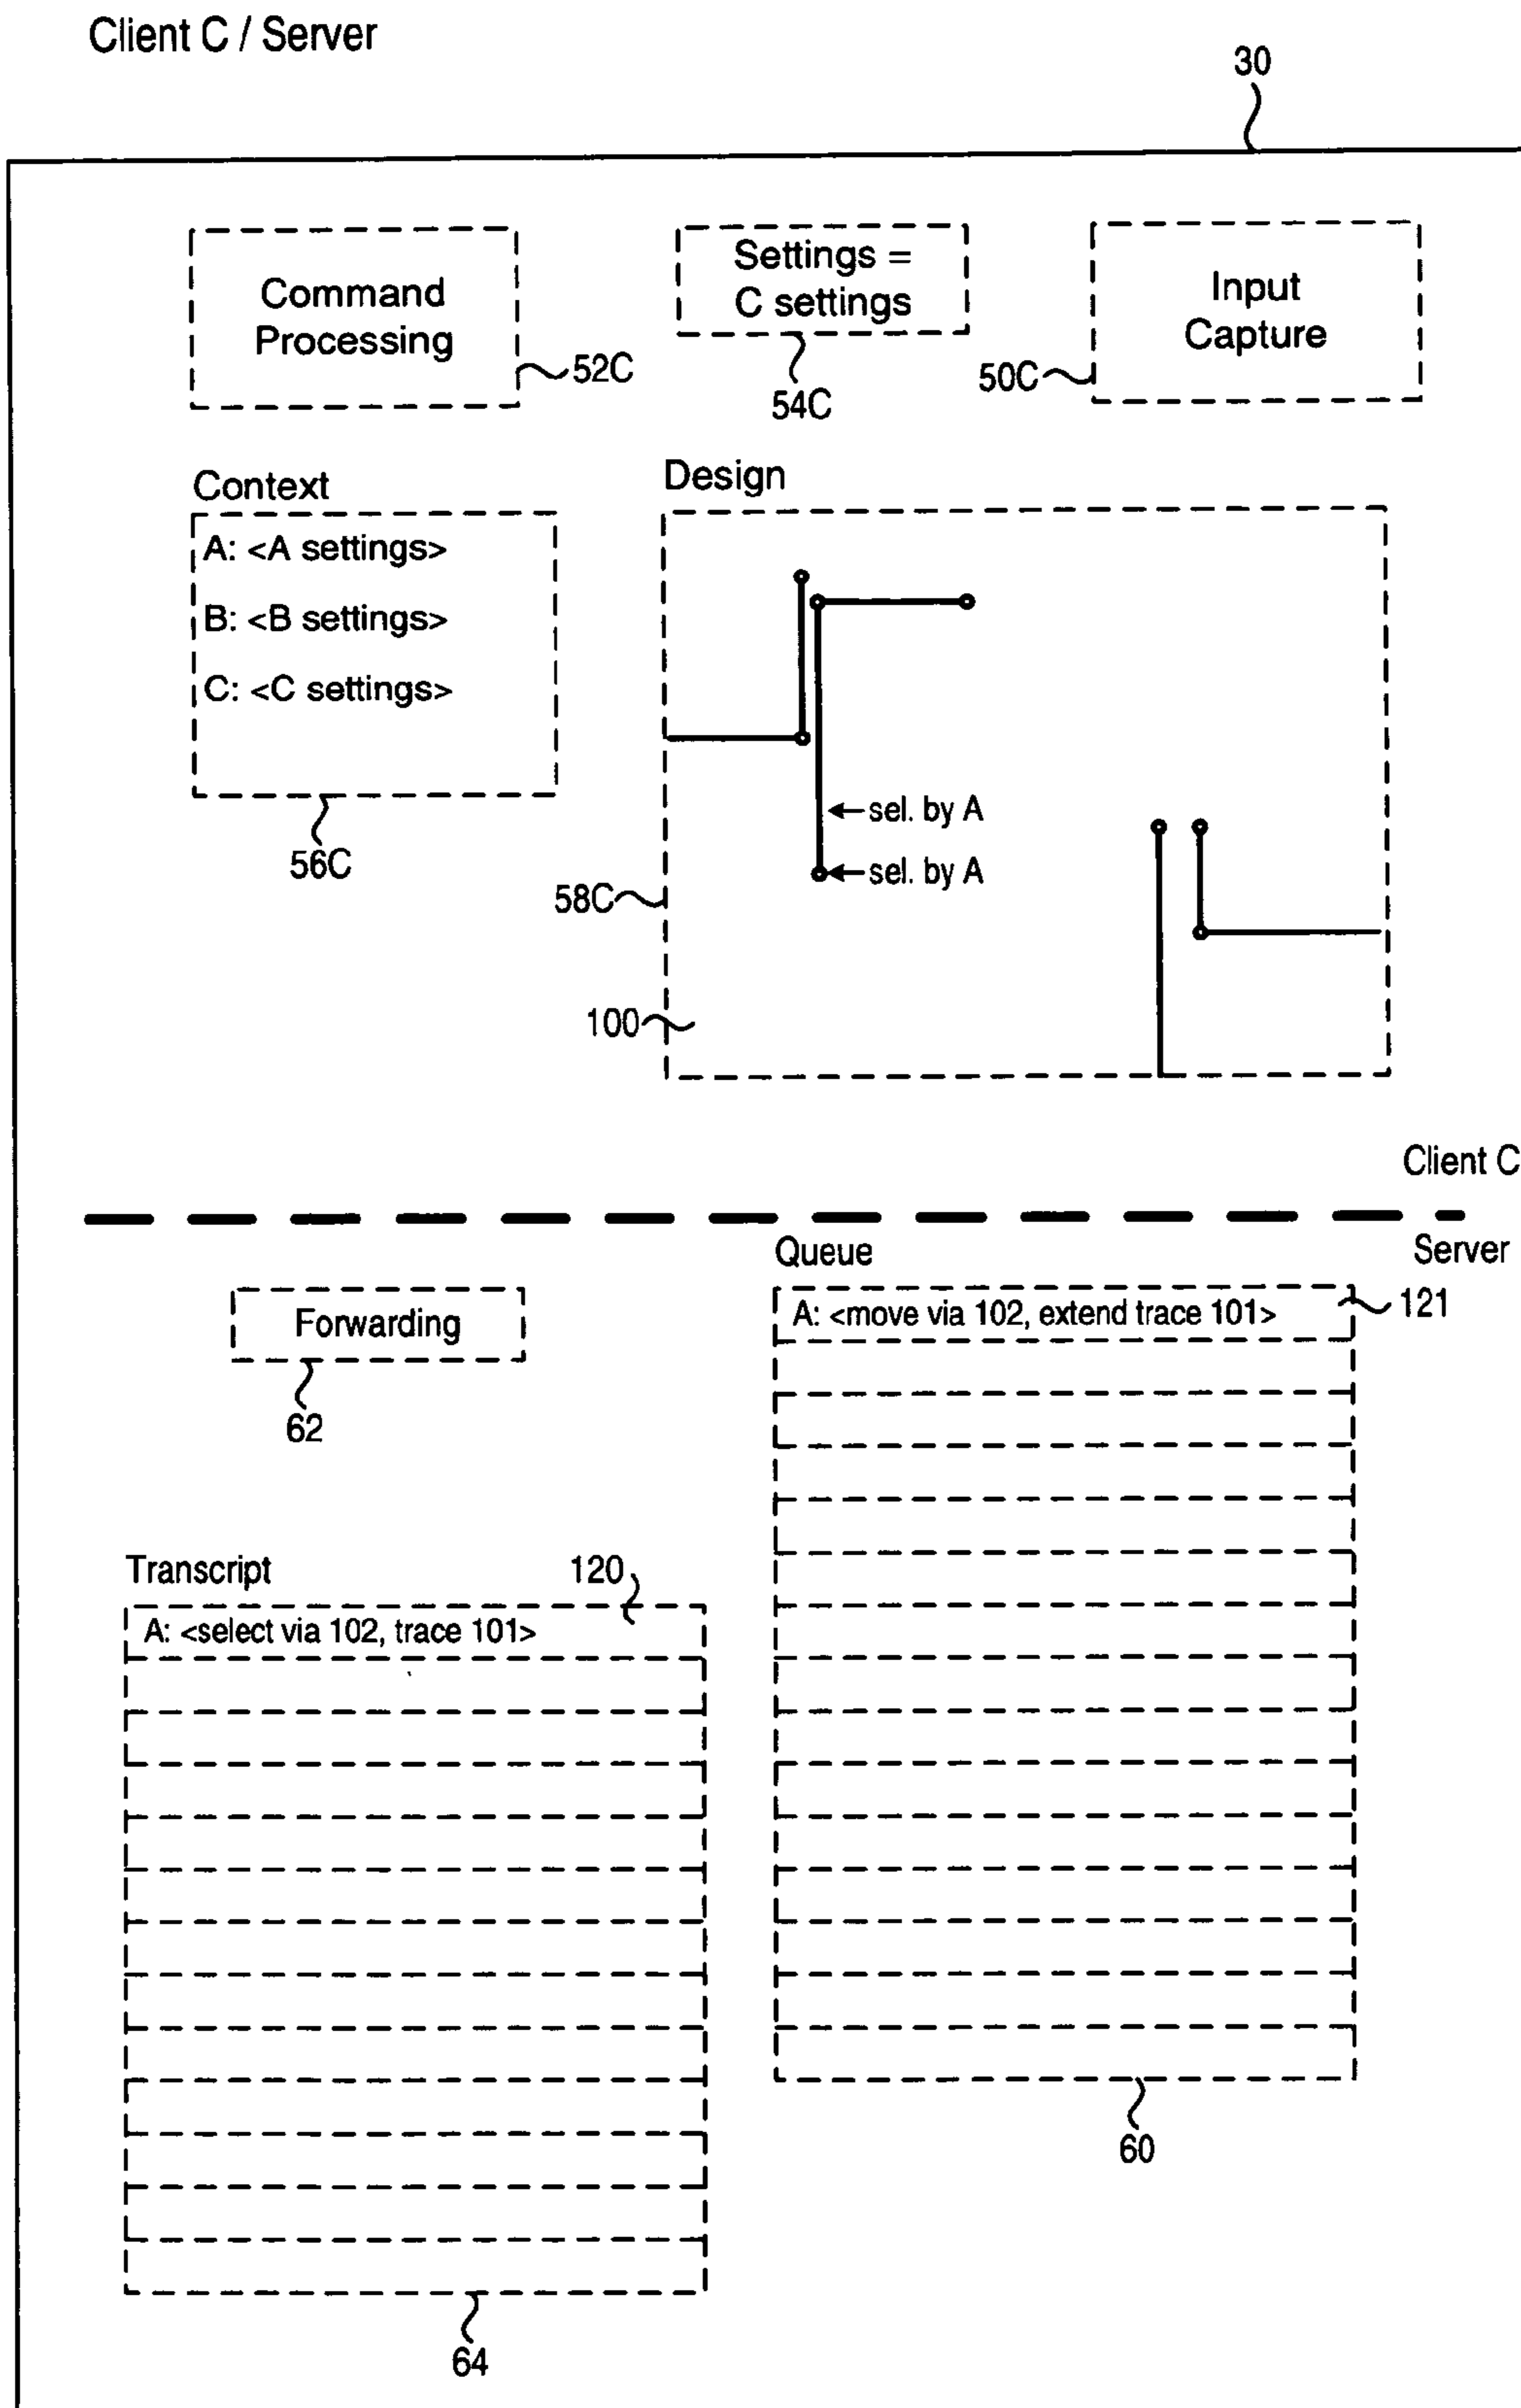 Client C / Server
30
Command
Processing
52C
Settings =
C settings
54C
Input
Capture
50C
Context
A: <A settings>
B: <B settings>
C: <C settings>
56C
Design
sel. by A
sel. by A
58C
100
Client C
Server
Forwarding
62
Queue
A: <move via 102, extend trace 101>
121
Transcript
120
A: <select via 102, trace 101>
60
64